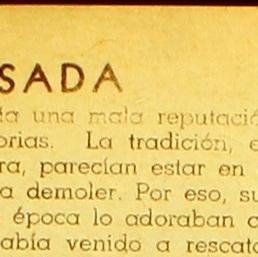 SADA
ía una mala reputació
orias. La tradición, e
ra, parecían estar en
a demoler. Por eso, su
época lo adoraban c
abía venido a rescat